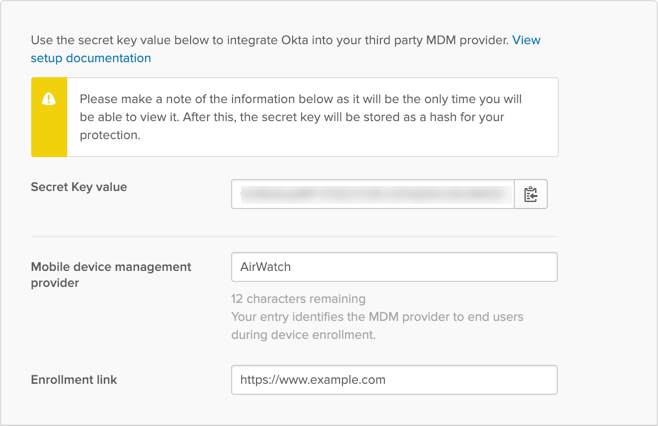 Use the secret key value below to integrate Okta into your third party MDM provider. View
setup documentation
Please make a note of the information below as it will be the only time you will
be able to view it. After this, the secret key will be stored as a hash for your
protection.
Secret Key value
Mobile device management
provider
AirWatch
12 characters remaining
Your entry identifies the MDM provider to end users
during device enrollment.
Enrollment link
https://www.example.com